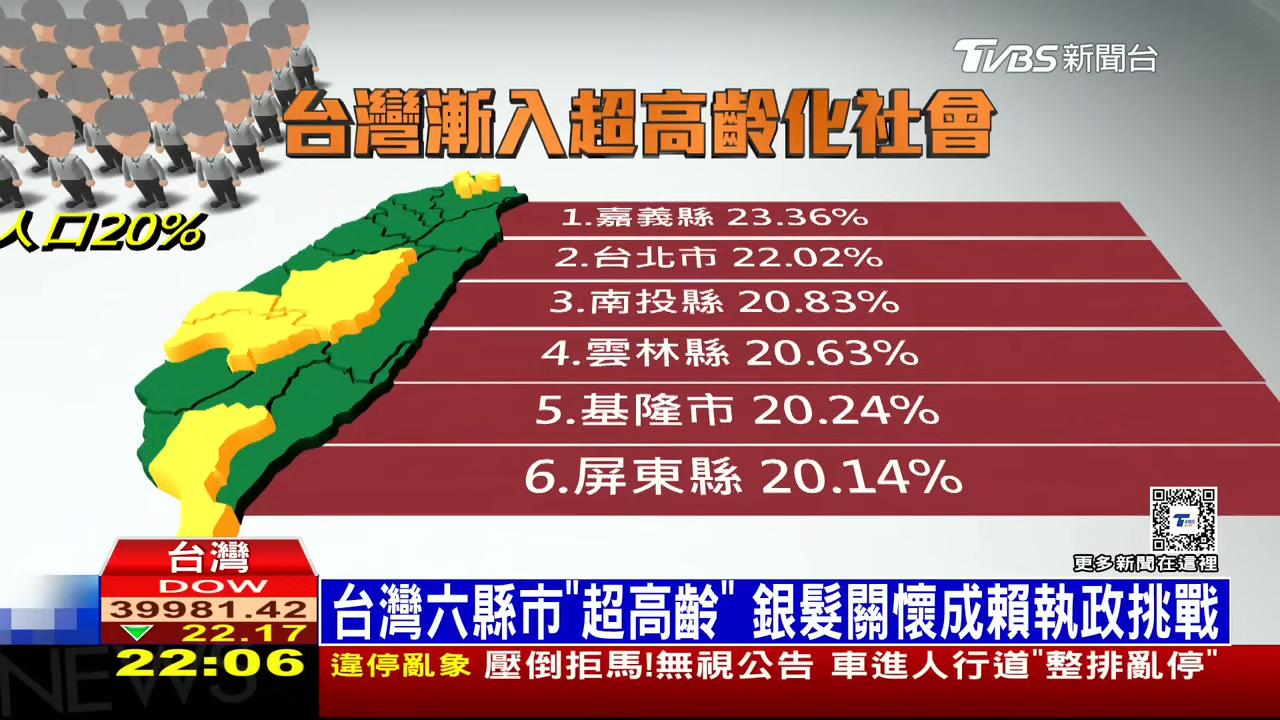 TVBS新聞台
台灣漸入超高齡化社會
人口20%
1.嘉義縣 23.36%
2.台北市 22.02%
3.南投縣 20.83%
4.雲林縣 20.63%
5.基隆市 20.24%
6.屏東縣 20.14%
TVBS
更多新聞在這裡
台灣
DOW
39981.42
22.17
22:06
NEWS
台灣六縣市"超高齡" 銀髮關懷成賴執政挑戰
違停亂象 壓倒拒馬!無視公告 車進人行道"整排亂停"